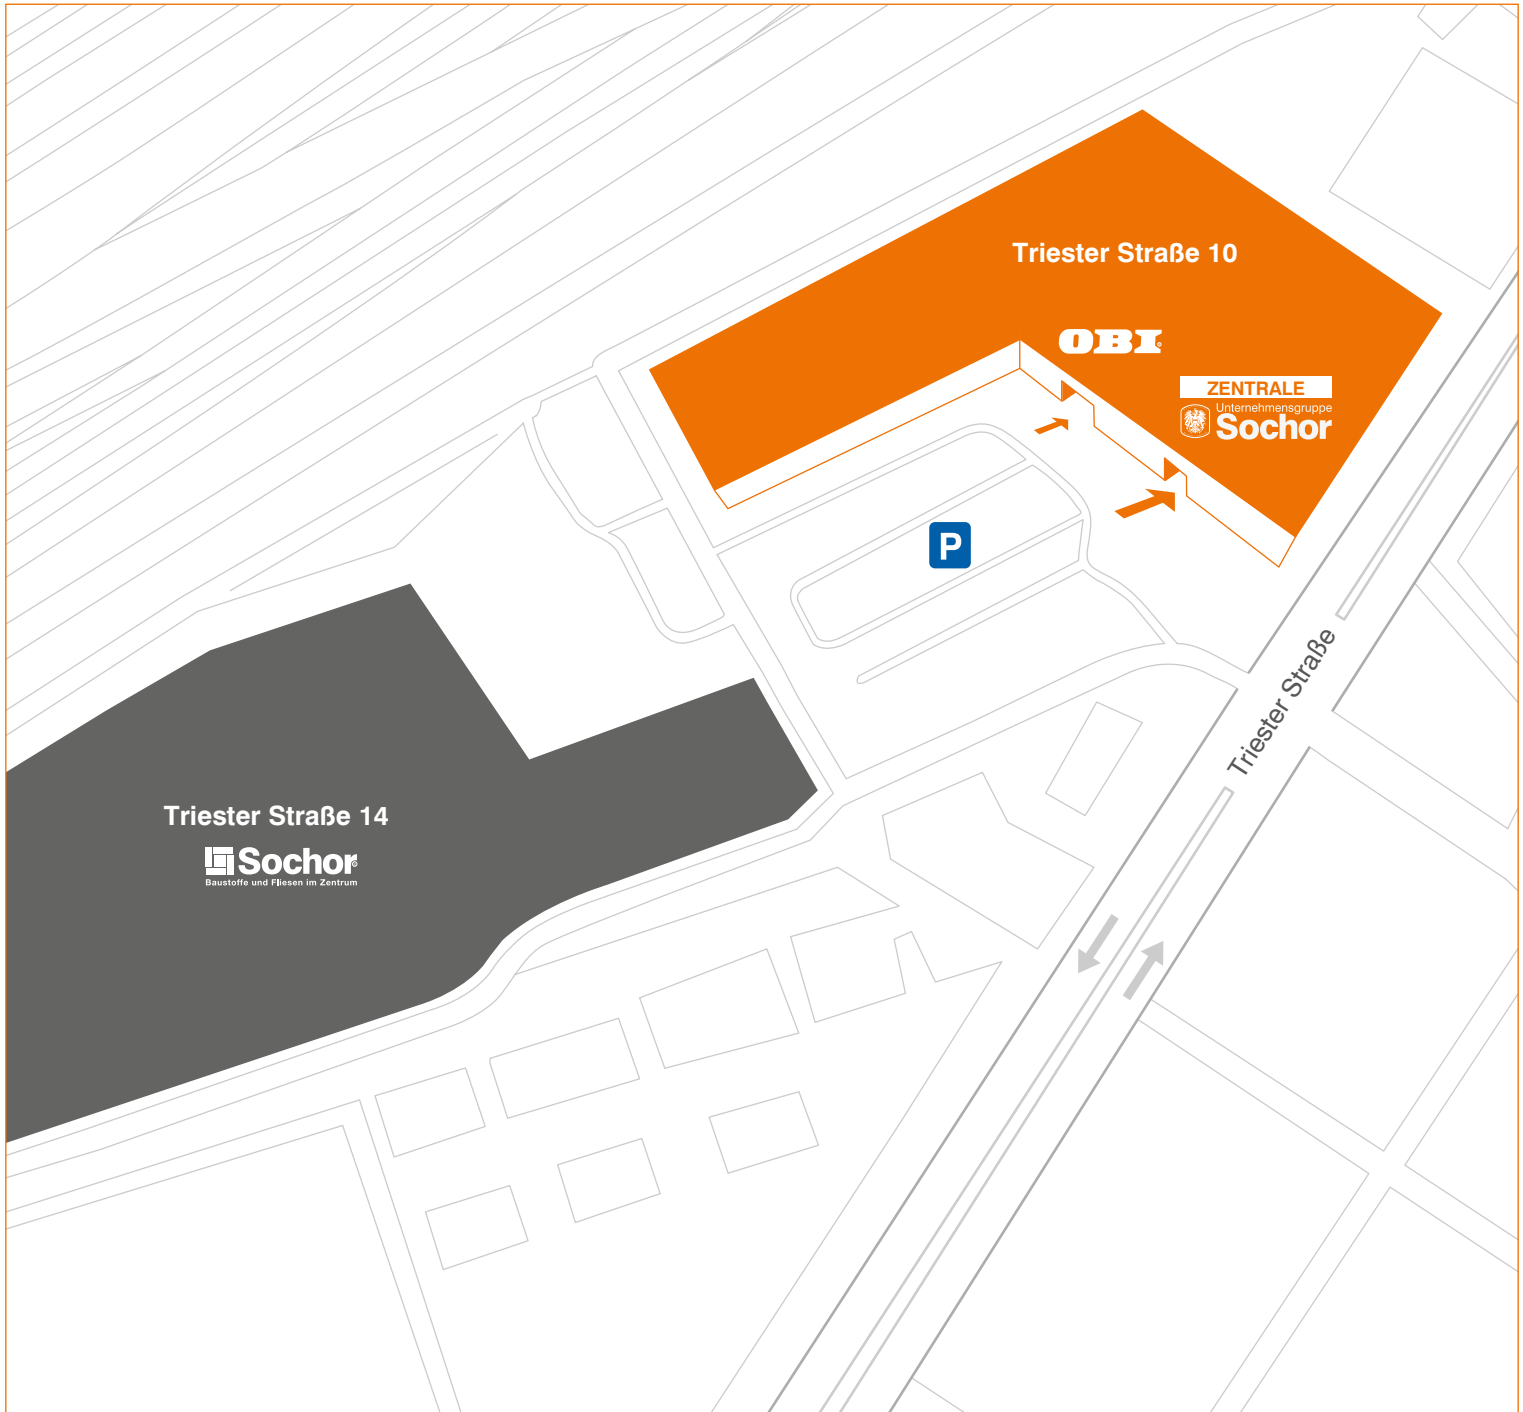 Triester Straße 10
OBI
ZENTRALE
Unternehmensgruppe
Sochor
P
Triester Straße
Triester Straße 14
Sochor
Baustoffe und Fliesen im Zentrum